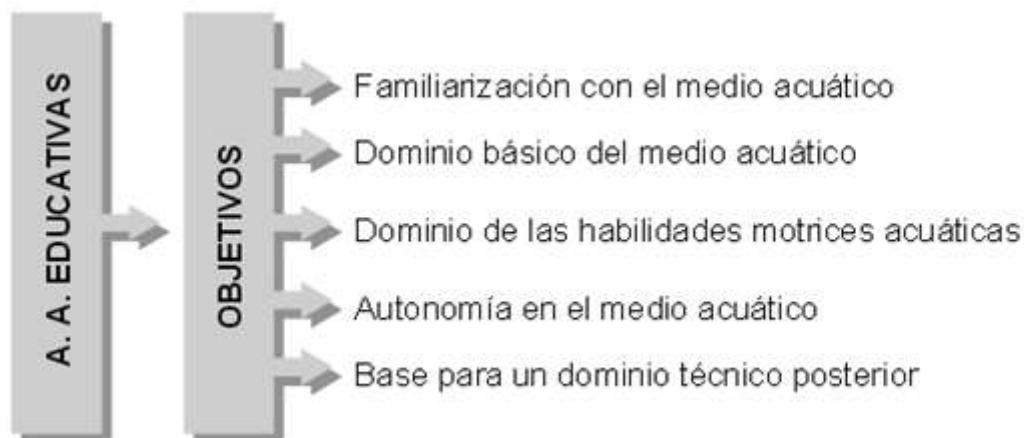 A. A. EDUCATIVAS
OBJETIVOS
Familiarización con el medio acuático
Dominio básico del medio acuático
Dominio de las habilidades motrices acuáticas
Autonomía en el medio acuático
Base para un dominio técnico posterior